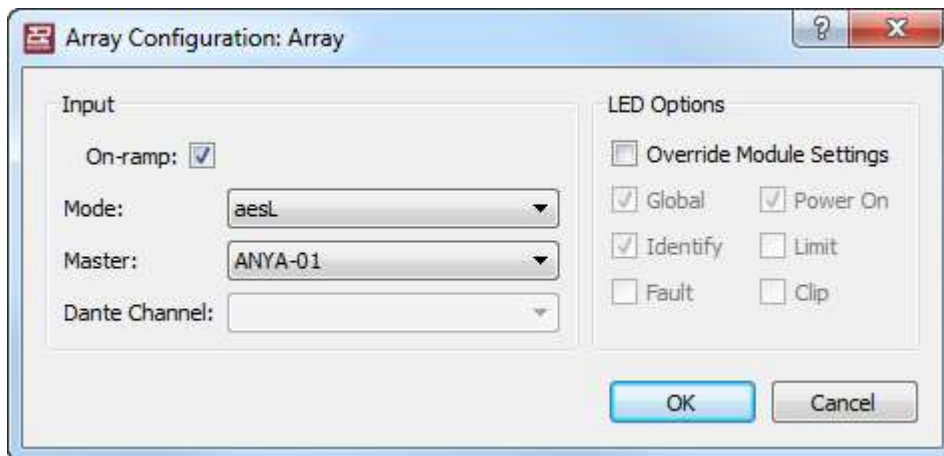 Array Configuration: Array
Input
On-ramp:
Mode: aesL
Master: ANYA-01
Dante Channel:
LED Options
Override Module Settings
Global Power On
Identify Limit
Fault Clip
OK Cancel